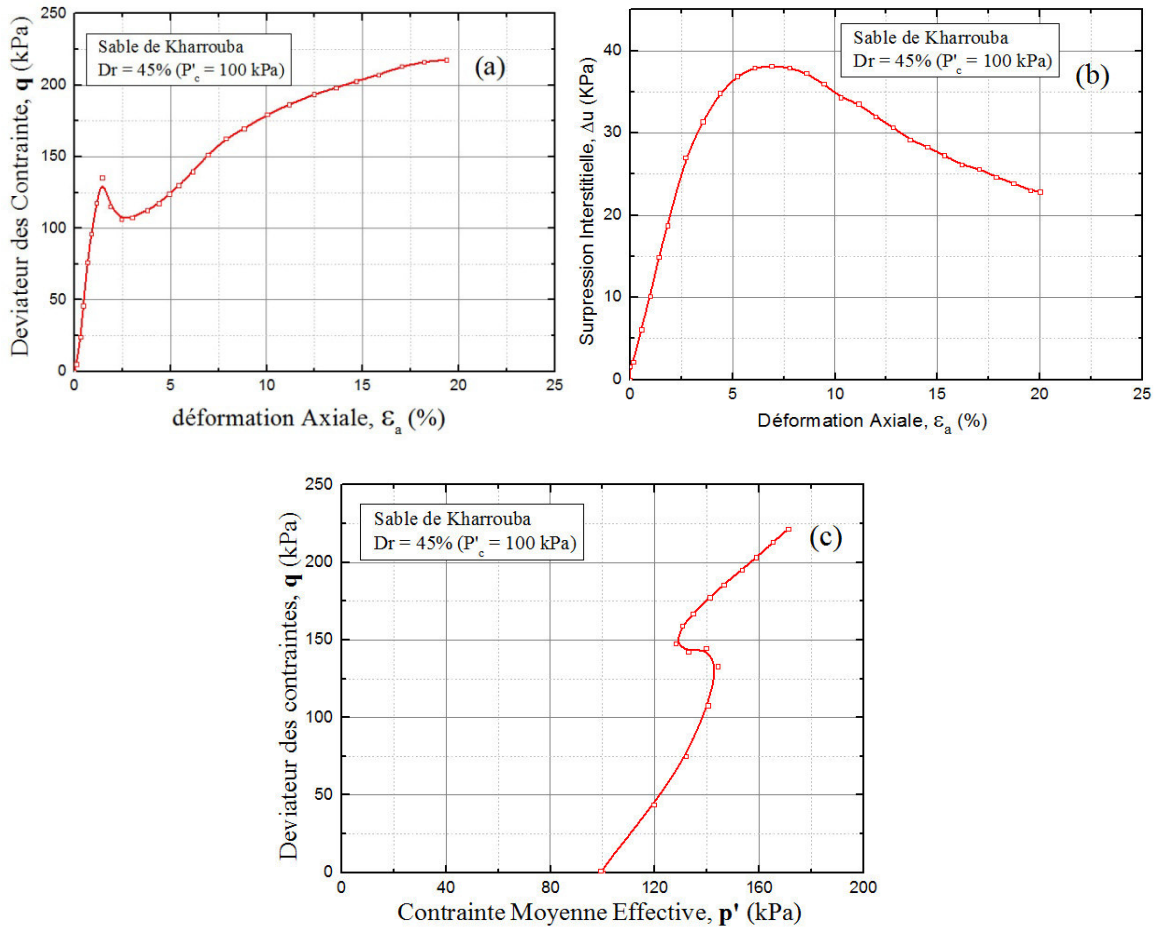 Deviateur des Contrainte, q (kPa)
250
200
150
100
50
0
Sable de Kharrouba
Dr = 45% (P'c = 100 kPa)
(a)
0 5 10 15 20 25
déformation Axiale, εa (%)
Surpression Interstitielle, Δu (KPa)
40
30
20
10
0
Sable de Kharrouba
Dr = 45% (P'c = 100 kPa)
(b)
0 5 10 15 20 25
Déformation Axiale, εa (%)
Deviateur des contraintes, q (kPa)
250
200
150
100
50
0
Sable de Kharrouba
Dr = 45% (P'c = 100 kPa)
(c)
0 40 80 120 160 200
Contrainte Moyenne Effective, p' (kPa)